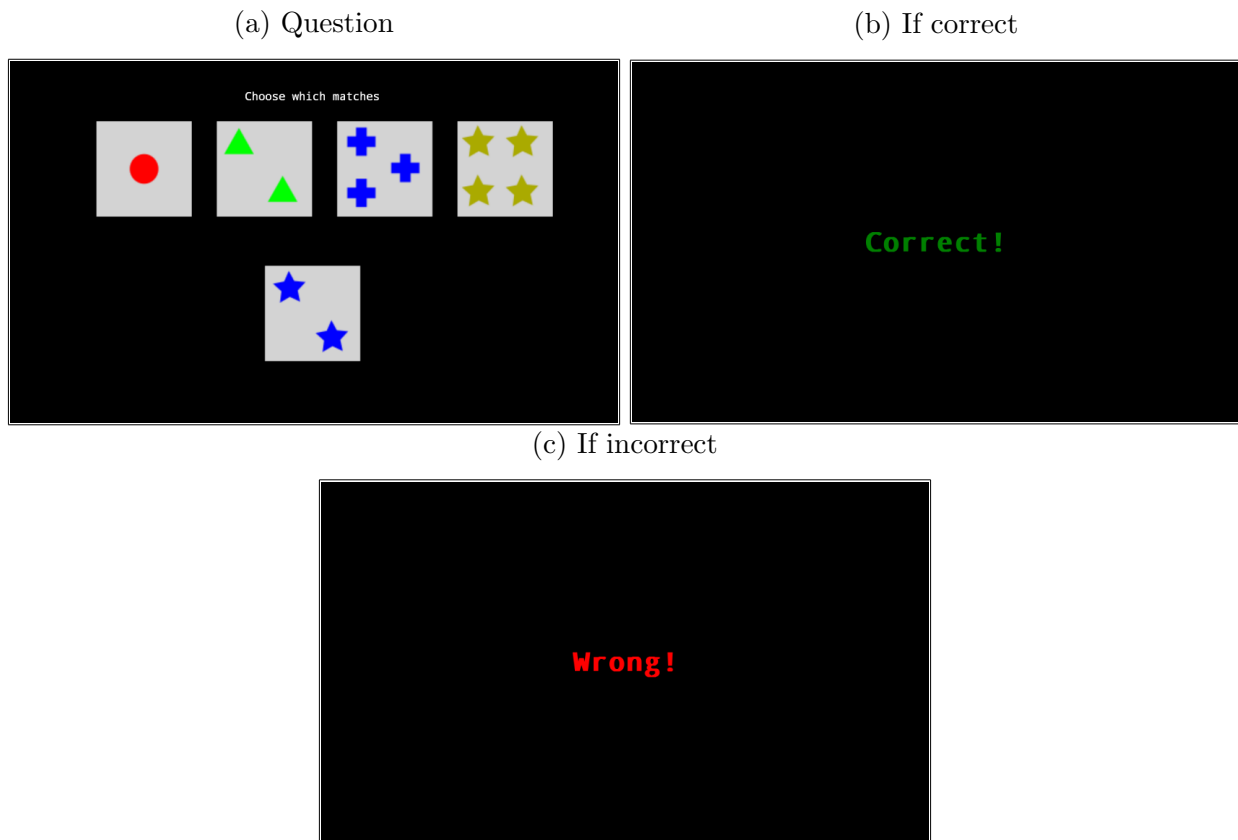 (a) Question
(b) If correct
Choose which matches
Correct!
(c) If incorrect
Wrong!